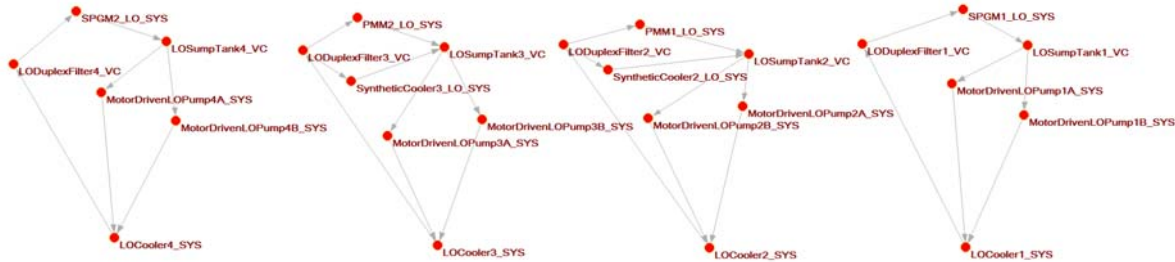 SPGM2_LO_SYS
LOSumpTank4_VC
LODuplexFilter4_VC
MotorDrivenLOPump4A_SYS
MotorDrivenLOPump4B_SYS
LOCooler4_SYS
PMM2_LO_SYS
LOSumpTank3_VC
LODuplexFilter3_VC
SyntheticCooler3_LO_SYS
MotorDrivenLOPump3B_SYS
MotorDrivenLOPump3A_SYS
LOCooler3_SYS
PMM1_LO_SYS
LODuplexFilter2_VC
LOSumpTank2_VC
SyntheticCooler2_LO_SYS
MotorDrivenLOPump2A_SYS
MotorDrivenLOPump2B_SYS
LOCooler2_SYS
SPGM1_LO_SYS
LODuplexFilter1_VC
LOSumpTank1_VC
MotorDrivenLOPump1A_SYS
MotorDrivenLOPump1B_SYS
LOCooler1_SYS